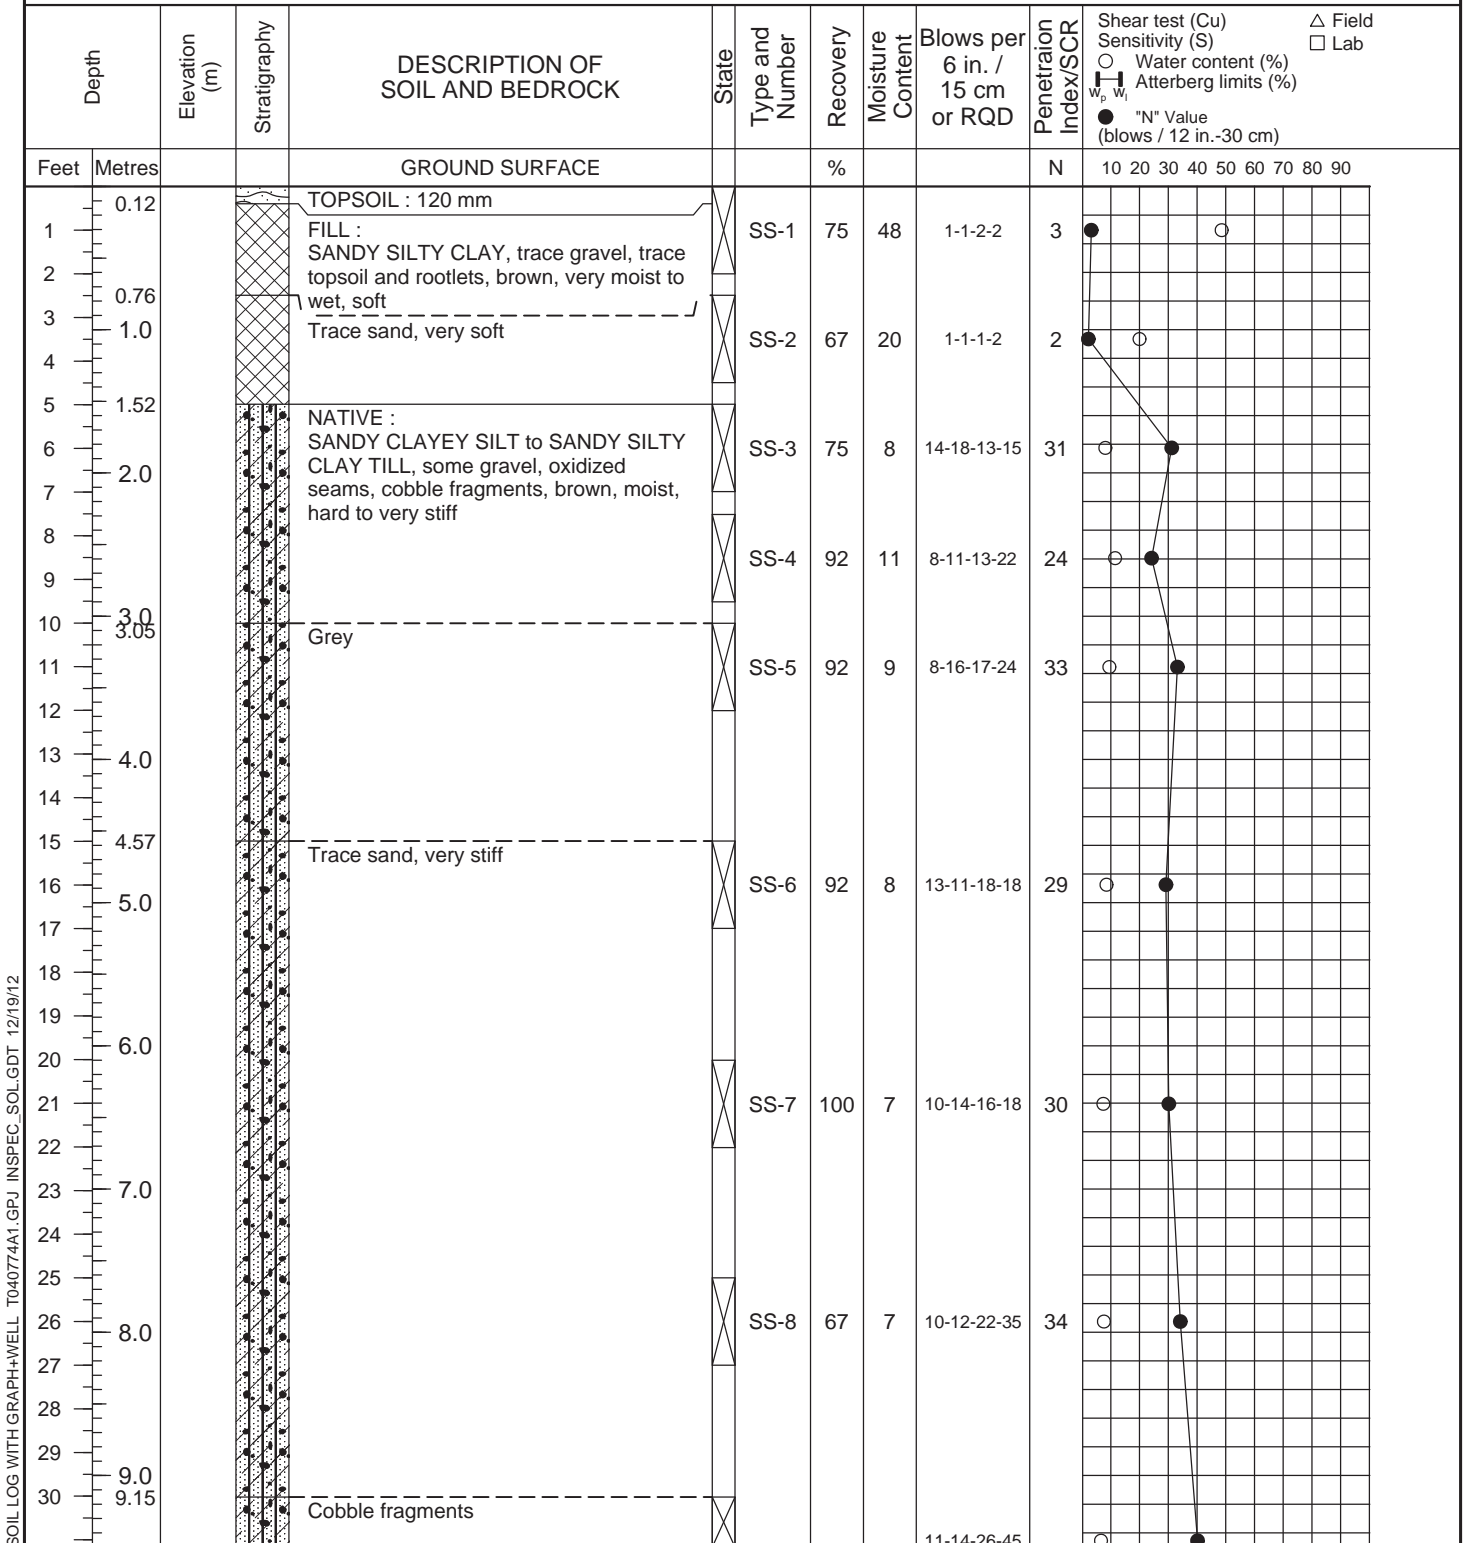 Depth
Elevation (m)
Stratigraphy
DESCRIPTION OF
SOIL AND BEDROCK
State
Type and
Number
Recovery
Moisture
Content
Blows per
6 in. /
15 cm
or RQD
Penetraion
Index/SCR
Shear test (Cu) △ Field
Sensitivity (S) □ Lab
○ Water content (%)
Atterberg limits (%)
Wp Wl
● "N" Value
(blows / 12 in.-30 cm)
Feet Metres GROUND SURFACE % N 10 20 30 40 50 60 70 80 90
0.12 TOPSOIL : 120 mm
1 FILL : SS-1 75 48 1-1-2-2 3
SANDY SILTY CLAY, trace gravel, trace
2 topsoil and rootlets, brown, very moist to
0.76 wet, soft
3 1.0 Trace sand, very soft SS-2 67 20 1-1-1-2 2
4
5 1.52 NATIVE :
6 SANDY CLAYEY SILT to SANDY SILTY SS-3 75 8 14-18-13-15 31
2.0 CLAY TILL, some gravel, oxidized
7 seams, cobble fragments, brown, moist,
hard to very stiff
8
9 SS-4 92 11 8-11-13-22 24
3.0
10 3.05 Grey
11 SS-5 92 9 8-16-17-24 33
12
13 4.0
14
15 4.57 Trace sand, very stiff
16 5.0 SS-6 92 8 13-11-18-18 29
17
18
19
6.0
20
21 SS-7 100 7 10-14-16-18 30
22
23 7.0
24
25
26 8.0 SS-8 67 7 10-12-22-35 34
27
28
29
9.0
30 9.15 Cobble fragments
11-14-26-45
SOIL LOG WITH GRAPH+WELL T040774A1.GPJ INSPEC_SOL.GDT 12/19/12